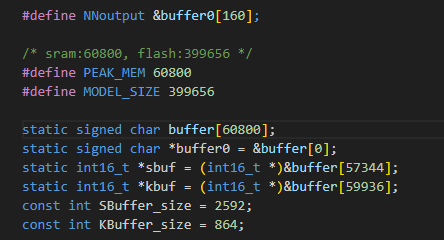 #define NNoutput &buffer0[160];
/* sram:60800, flash:399656 */
#define PEAK_MEM 60800
#define MODEL_SIZE 399656
static signed char buffer[60800];
static signed char *buffer0 = &buffer[0];
static int16_t *sbuf = (int16_t *)&buffer[57344];
static int16_t *kbuf = (int16_t *)&buffer[59936];
const int SBuffer_size = 2592;
const int KBuffer_size = 864;